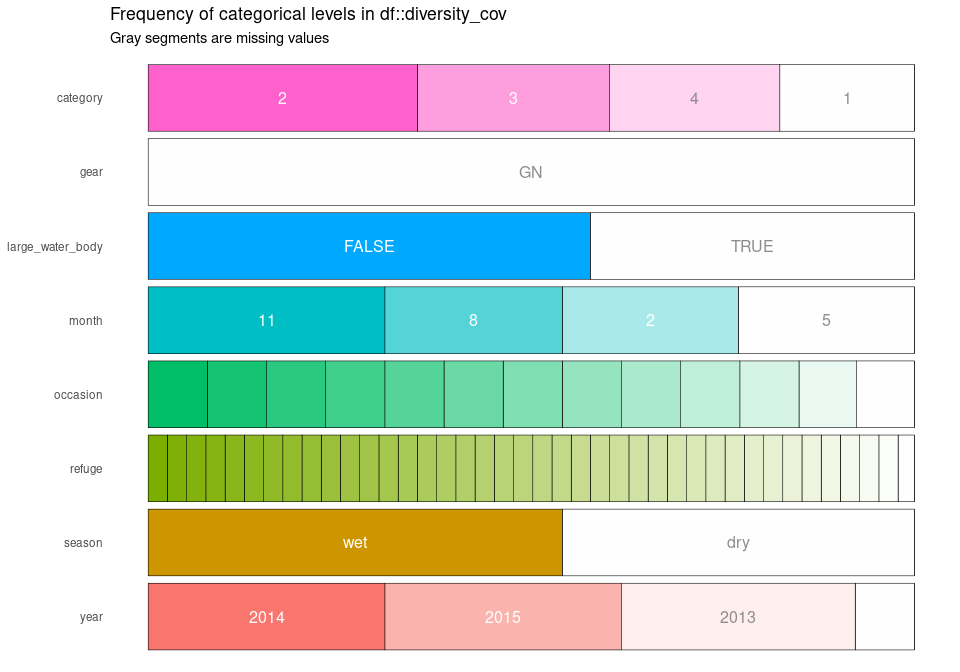 Frequency of categorical levels in df::diversity_cov
Gray segments are missing values
category 2 3 4 1
gear GN
large_water_body FALSE TRUE
month 11 8 2 5
occasion
refuge
season wet dry
year 2014 2015 2013